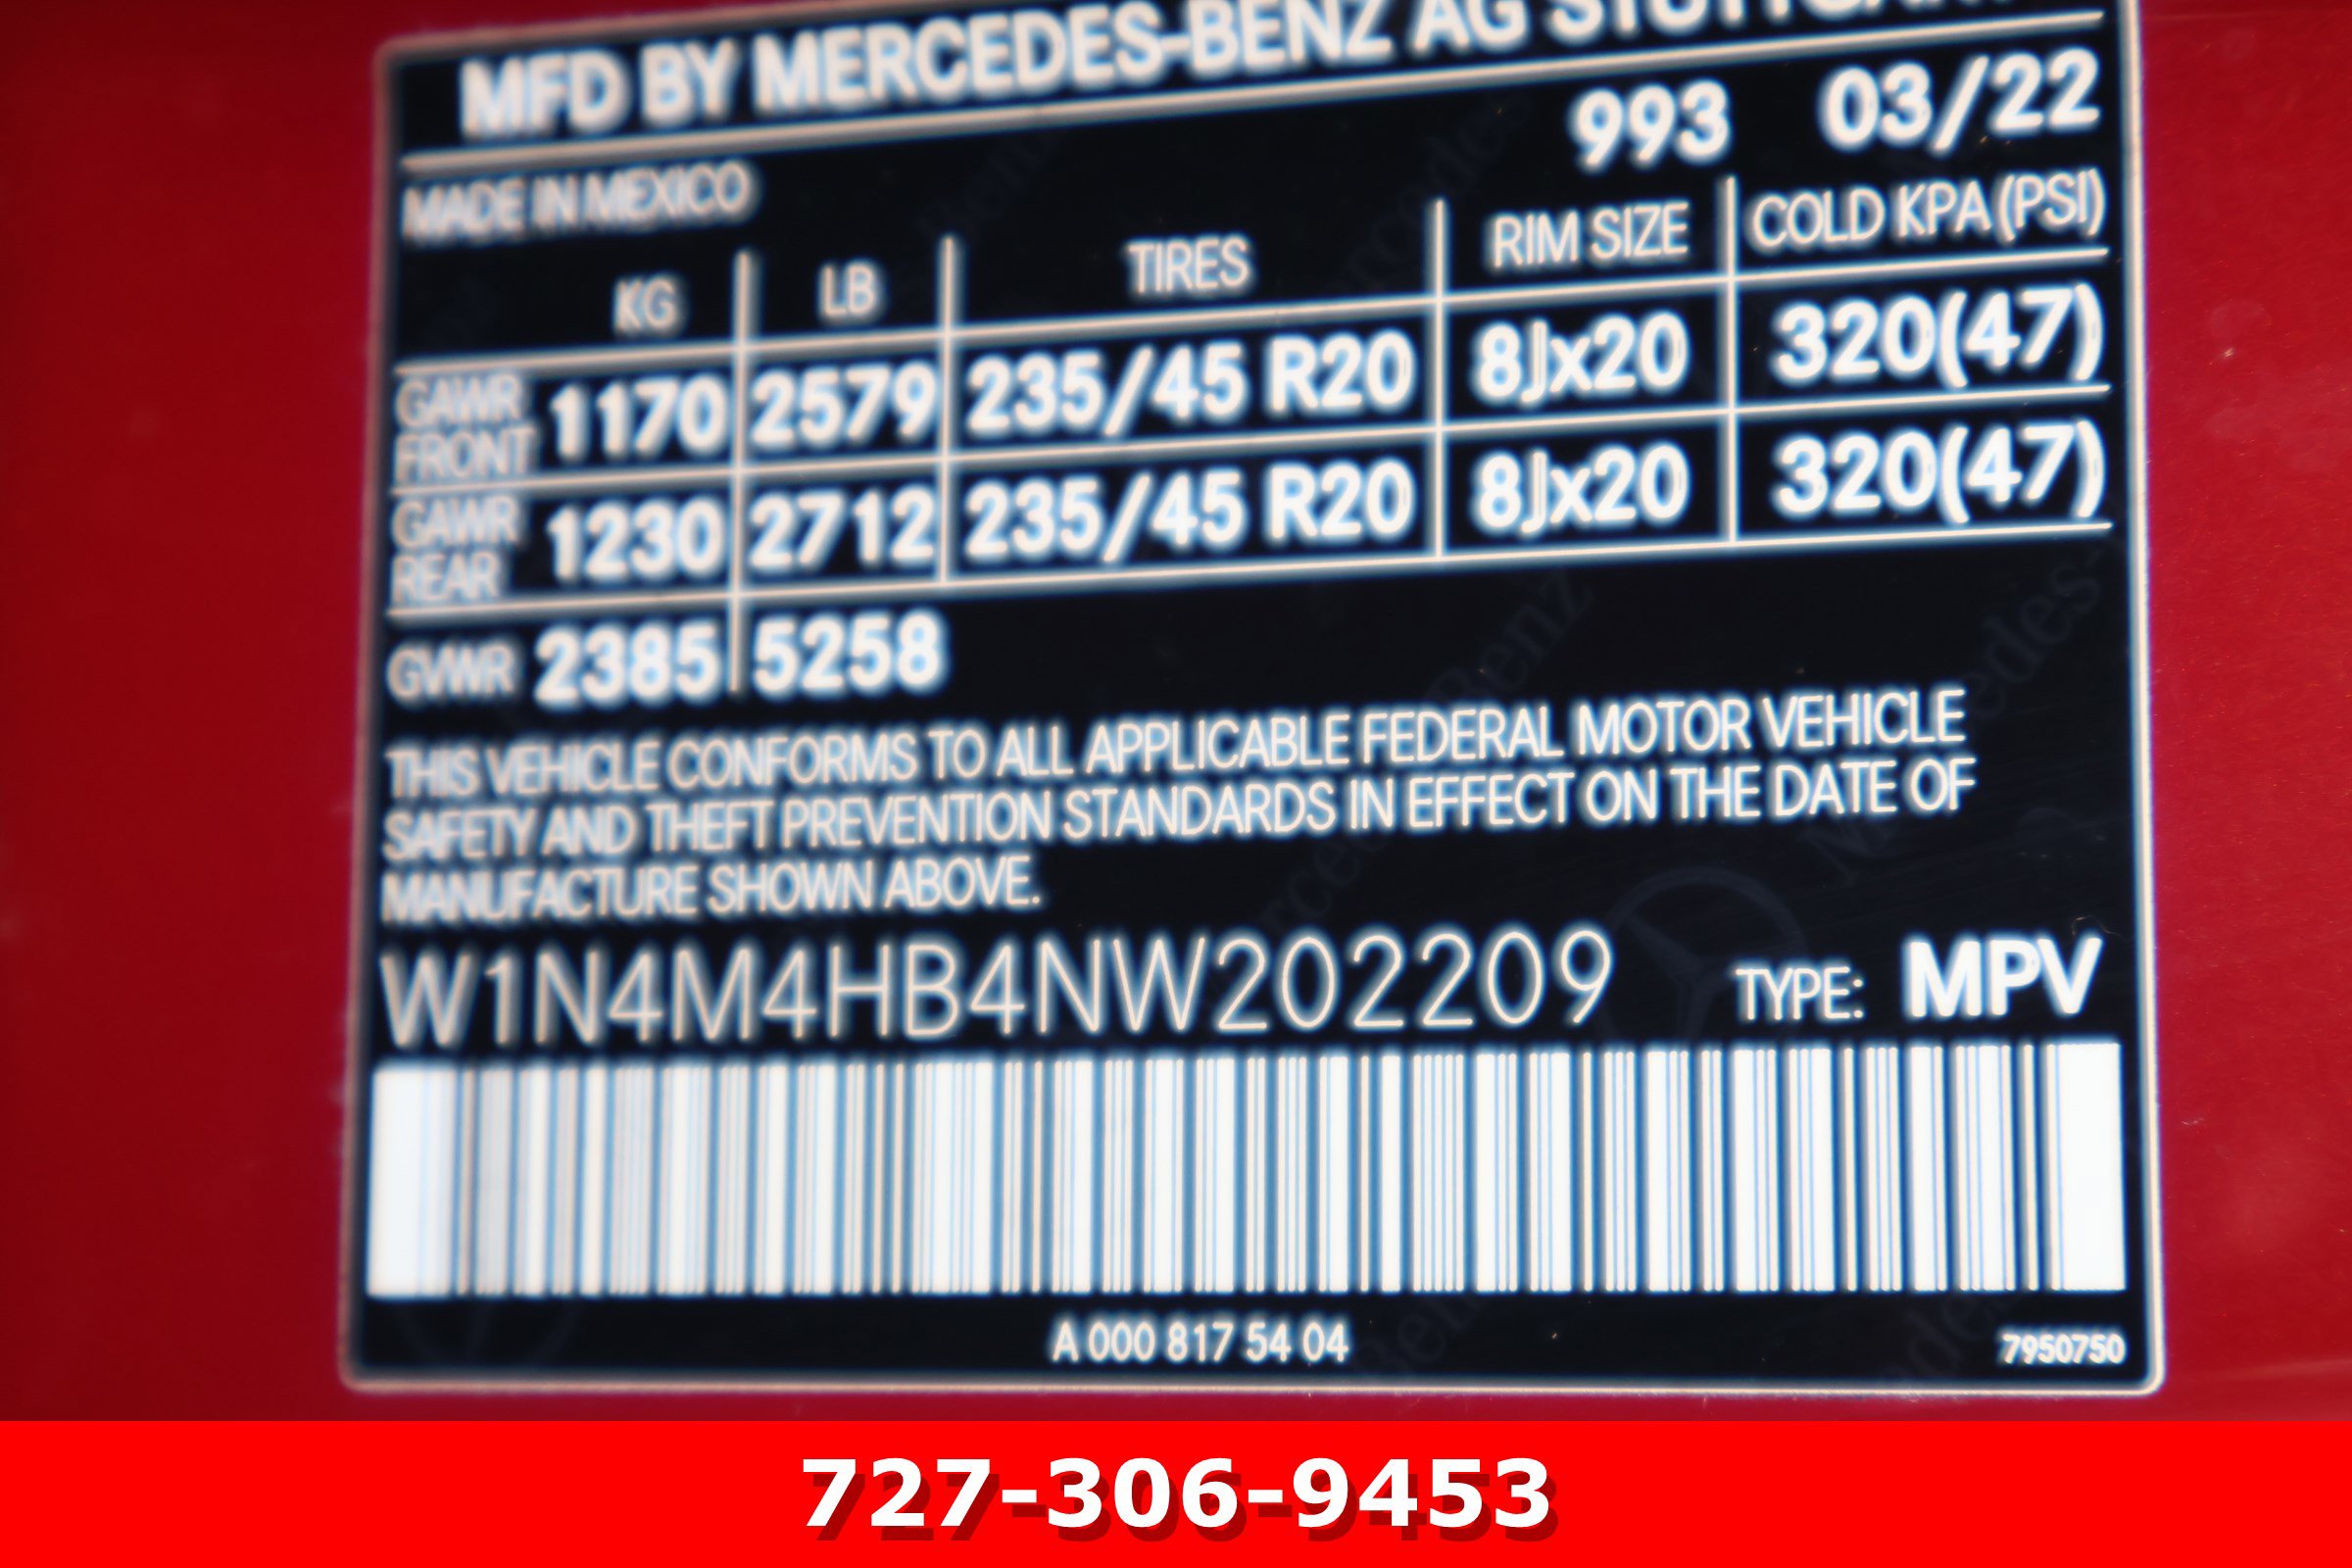 MFD BY MERCEDES-BENZ AG STUTTGART
993 03/22
MADE IN MEXICO
KG LB TIRES RIM SIZE COLD KPA (PSI)
GAWR FRONT 1170 2579 235/45 R20 8Jx20 320(47)
GAWR REAR 1230 2712 235/45 R20 8Jx20 320(47)
GVWR 2385 5258
THIS VEHICLE CONFORMS TO ALL APPLICABLE FEDERAL MOTOR VEHICLE
SAFETY AND THEFT PREVENTION STANDARDS IN EFFECT ON THE DATE OF
MANUFACTURE SHOWN ABOVE.
W1N4M4HB4NW202209 TYPE: MPV
A 000 817 54 04
7950750
727-306-9453